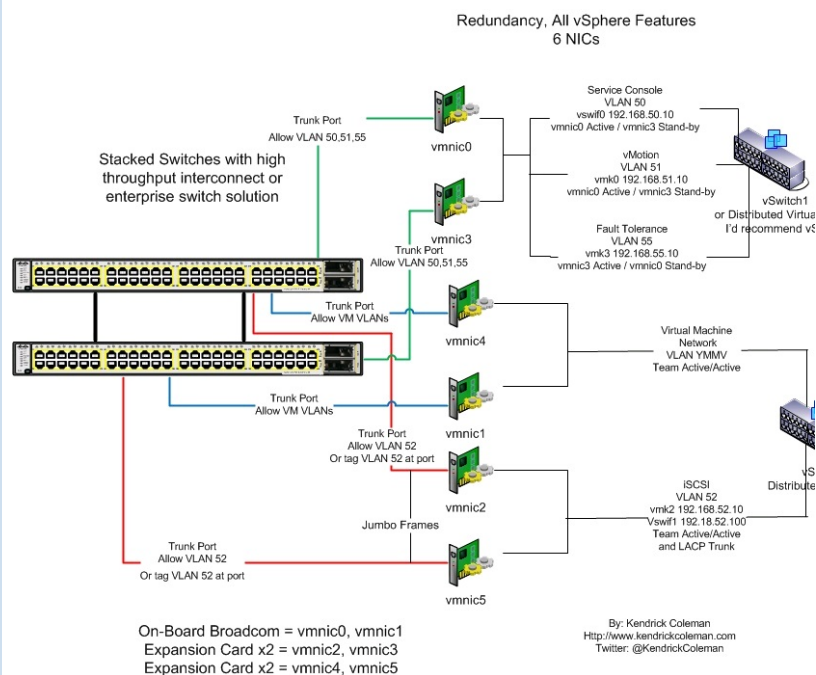 Redundancy, All vSphere Features
6 NICs
Service Console
VLAN 50
vswif0 192.168.50.10
vmnic0 Active / vmnic3 Stand-by
Trunk Port
Allow VLAN 50,51,55
vmnic0
Stacked Switches with high
throughput interconnect or
enterprise switch solution
vMotion
VLAN 51
vmk0 192.168.51.10
vmnic0 Active / vmnic3 Stand-by
vSwitch1
or Distributed Virtua
I'd recommend vS
vmnic3
Trunk Port
Allow VLAN 50,51,55
Fault Tolerance
VLAN 55
vmk3 192.168.55.10
vmnic3 Active / vmnic0 Stand-by
Trunk Port
Allow VM VLANs
vmnic4
Virtual Machine
Network
VLAN YMMV
Team Active/Active
Trunk Port
Allow VM VLANs
vmnic1
Trunk Port
Allow VLAN 52
Or tag VLAN 52 at port
vmnic2
vS
Distribute
iSCSI
VLAN 52
vmk2 192.168.52.10
Vswif1 192.18.52.100
Team Active/Active
and LACP Trunk
Jumbo Frames
Trunk Port
Allow VLAN 52
Or tag VLAN 52 at port
vmnic5
On-Board Broadcom = vmnic0, vmnic1
Expansion Card x2 = vmnic2, vmnic3
Expansion Card x2 = vmnic4, vmnic5
By: Kendrick Coleman
Http://www.kendrickcoleman.com
Twitter: @KendrickColeman